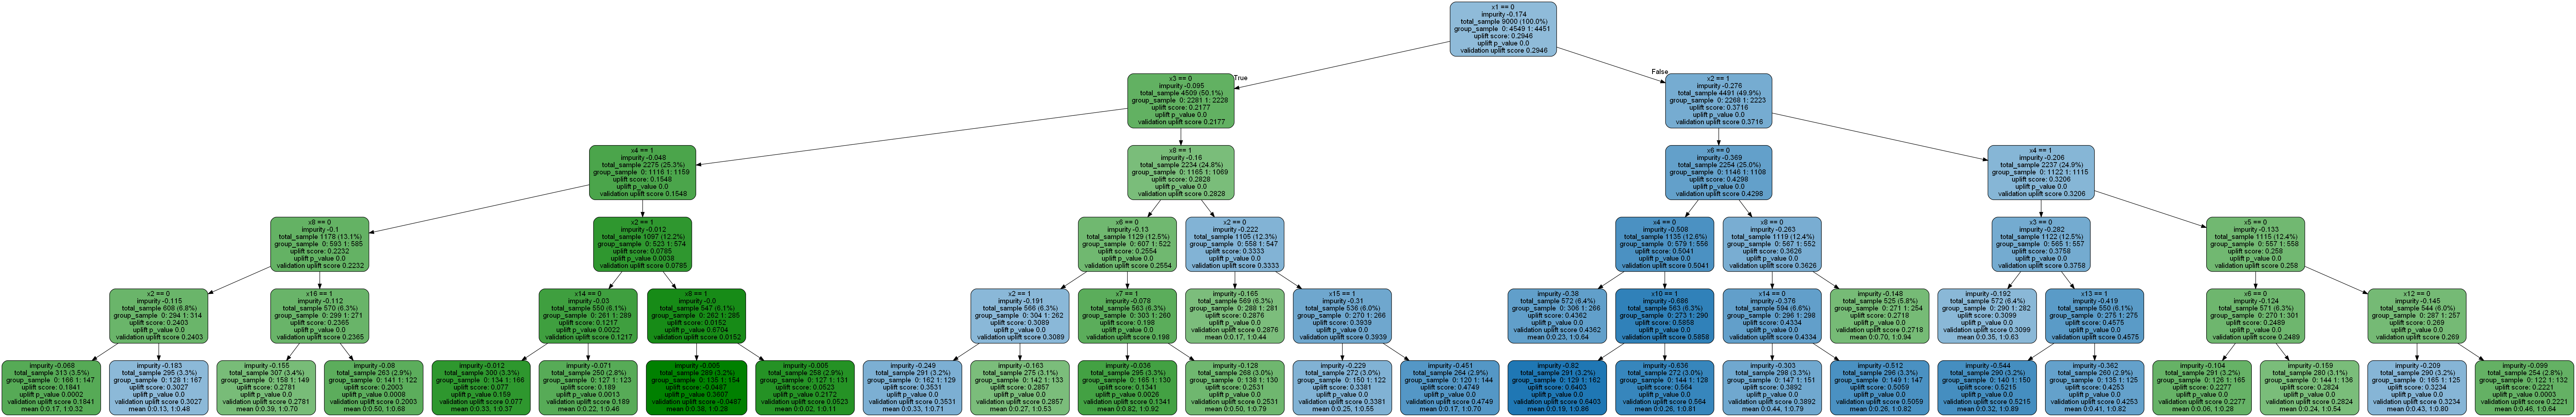 x1 == 0
impurity -0.174
total_sample 9000 (100.0%)
group_sample 0: 4549 1: 4451
uplift score: 0.2946
uplift p_value 0.0
validation uplift score 0.2946
True
False
x3 == 0
impurity -0.095
total_sample 4509 (50.1%)
group_sample 0: 2281 1: 2228
uplift score: 0.2177
uplift p_value 0.0
validation uplift score 0.2177
x2 == 1
impurity -0.276
total_sample 4491 (49.9%)
group_sample 0: 2268 1: 2223
uplift score: 0.3716
uplift p_value 0.0
validation uplift score 0.3716
x4 == 1
impurity -0.048
total_sample 2275 (25.3%)
group_sample 0: 1116 1: 1159
uplift score: 0.1548
uplift p_value 0.0
validation uplift score 0.1548
x8 == 1
impurity -0.16
total_sample 2234 (24.8%)
group_sample 0: 1165 1: 1069
uplift score: 0.2828
uplift p_value 0.0
validation uplift score 0.2828
x6 == 0
impurity -0.369
total_sample 2254 (25.0%)
group_sample 0: 1146 1: 1108
uplift score: 0.4298
uplift p_value 0.0
validation uplift score 0.4298
x4 == 1
impurity -0.206
total_sample 2237 (24.9%)
group_sample 0: 1122 1: 1115
uplift score: 0.3206
uplift p_value 0.0
validation uplift score 0.3206
x8 == 0
impurity -0.1
total_sample 1178 (13.1%)
group_sample 0: 593 1: 585
uplift score: 0.2232
uplift p_value 0.0
validation uplift score 0.2232
x2 == 1
impurity -0.012
total_sample 1097 (12.2%)
group_sample 0: 523 1: 574
uplift score: 0.0785
uplift p_value 0.0038
validation uplift score 0.0785
x6 == 0
impurity -0.13
total_sample 1129 (12.5%)
group_sample 0: 607 1: 522
uplift score: 0.2554
uplift p_value 0.0
validation uplift score 0.2554
x2 == 0
impurity -0.222
total_sample 1105 (12.3%)
group_sample 0: 558 1: 547
uplift score: 0.3333
uplift p_value 0.0
validation uplift score 0.3333
x4 == 0
impurity -0.508
total_sample 1135 (12.6%)
group_sample 0: 579 1: 556
uplift score: 0.5041
uplift p_value 0.0
validation uplift score 0.5041
x8 == 0
impurity -0.263
total_sample 1119 (12.4%)
group_sample 0: 567 1: 552
uplift score: 0.3626
uplift p_value 0.0
validation uplift score 0.3626
x3 == 0
impurity -0.282
total_sample 1122 (12.5%)
group_sample 0: 565 1: 557
uplift score: 0.3758
uplift p_value 0.0
validation uplift score 0.3758
x5 == 0
impurity -0.133
total_sample 1115 (12.4%)
group_sample 0: 557 1: 558
uplift score: 0.258
uplift p_value 0.0
validation uplift score 0.258
x2 == 0
impurity -0.115
total_sample 608 (6.8%)
group_sample 0: 294 1: 314
uplift score: 0.2403
uplift p_value 0.0
validation uplift score 0.2403
x16 == 1
impurity -0.112
total_sample 570 (6.3%)
group_sample 0: 299 1: 271
uplift score: 0.2365
uplift p_value 0.0
validation uplift score 0.2365
x14 == 0
impurity -0.03
total_sample 550 (6.1%)
group_sample 0: 261 1: 289
uplift score: 0.1217
uplift p_value 0.0022
validation uplift score 0.1217
impurity -0.0
total_sample 547 (6.1%)
group_sample 0: 262 1: 285
uplift score: 0.0152
uplift p_value 0.6704
validation uplift score 0.0152
x2 == 1
impurity -0.191
total_sample 566 (6.3%)
group_sample 0: 304 1: 262
uplift score: 0.3089
uplift p_value 0.0
validation uplift score 0.3089
x7 == 1
impurity -0.078
total_sample 563 (6.3%)
group_sample 0: 303 1: 260
uplift score: 0.198
uplift p_value 0.0
validation uplift score 0.198
impurity -0.165
total_sample 569 (6.3%)
group_sample 0: 288 1: 281
uplift score: 0.2876
uplift p_value 0.0
validation uplift score 0.2876
mean 0:0.17, 1:0.44
x15 == 1
impurity -0.31
total_sample 536 (6.0%)
group_sample 0: 270 1: 266
uplift score: 0.3939
uplift p_value 0.0
validation uplift score 0.3939
impurity -0.38
total_sample 572 (6.4%)
group_sample 0: 306 1: 266
uplift score: 0.4362
uplift p_value 0.0
validation uplift score 0.4362
mean 0:0.23, 1:0.64
x10 == 1
impurity -0.686
total_sample 563 (6.3%)
group_sample 0: 273 1: 290
uplift score: 0.5858
uplift p_value 0.0
validation uplift score 0.5858
x14 == 0
impurity -0.376
total_sample 594 (6.6%)
group_sample 0: 296 1: 298
uplift score: 0.4334
uplift p_value 0.0
validation uplift score 0.4334
impurity -0.148
total_sample 525 (5.8%)
group_sample 0: 271 1: 254
uplift score: 0.2718
uplift p_value 0.0
validation uplift score 0.2718
mean 0:0.70, 1:0.94
impurity -0.192
total_sample 572 (6.4%)
group_sample 0: 290 1: 282
uplift score: 0.3099
uplift p_value 0.0
validation uplift score 0.3099
mean 0:0.35, 1:0.63
x13 == 1
impurity -0.419
total_sample 550 (6.1%)
group_sample 0: 275 1: 275
uplift score: 0.4575
uplift p_value 0.0
validation uplift score 0.4575
x6 == 0
impurity -0.124
total_sample 571 (6.3%)
group_sample 0: 270 1: 301
uplift score: 0.2489
uplift p_value 0.0
validation uplift score 0.2489
x12 == 0
impurity -0.145
total_sample 544 (6.0%)
group_sample 0: 287 1: 257
uplift score: 0.269
uplift p_value 0.0
validation uplift score 0.269
impurity -0.068
total_sample 313 (3.5%)
group_sample 0: 166 1: 147
uplift score: 0.1841
uplift p_value 0.0002
validation uplift score 0.1841
mean 0:0.17, 1:0.32
impurity -0.183
total_sample 295 (3.3%)
group_sample 0: 128 1: 167
uplift score: 0.3027
uplift p_value 0.0
validation uplift score 0.3027
mean 0:0.13, 1:0.48
impurity -0.155
total_sample 307 (3.4%)
group_sample 0: 158 1: 149
uplift score: 0.2781
uplift p_value 0.0
validation uplift score 0.2781
mean 0:0.39, 1:0.70
impurity -0.08
total_sample 263 (2.9%)
group_sample 0: 141 1: 122
uplift score: 0.2003
uplift p_value 0.0008
validation uplift score 0.2003
mean 0:0.50, 1:0.68
impurity -0.012
total_sample 300 (3.3%)
group_sample 0: 134 1: 166
uplift score: 0.077
uplift p_value 0.159
validation uplift score 0.077
mean 0:0.33, 1:0.37
impurity -0.071
total_sample 250 (2.8%)
group_sample 0: 127 1: 123
uplift score: 0.189
uplift p_value 0.0013
validation uplift score 0.189
mean 0:0.22, 1:0.46
total_sample 289 (3.2%)
group_sample 0: 135 1: 154
uplift score: -0.0487
validation uplift score -0.0487
impurity -0.005
total_sample 258 (2.9%)
group_sample 0: 127 1: 131
uplift score: 0.0523
uplift p_value 0.2172
validation uplift score 0.0523
mean 0:0.02, 1:0.11
impurity -0.249
total_sample 291 (3.2%)
group_sample 0: 162 1: 129
uplift score: 0.3531
uplift p_value 0.0
validation uplift score 0.3531
mean 0:0.33, 1:0.71
impurity -0.163
total_sample 275 (3.1%)
group_sample 0: 142 1: 133
uplift score: 0.2857
uplift p_value 0.0
validation uplift score 0.2857
mean 0:0.27, 1:0.53
impurity -0.036
total_sample 295 (3.3%)
group_sample 0: 165 1: 130
uplift score: 0.1341
uplift p_value 0.0026
validation uplift score 0.1341
mean 0:0.82, 1:0.92
impurity -0.128
total_sample 268 (3.0%)
group_sample 0: 138 1: 130
uplift score: 0.2531
uplift p_value 0.0
validation uplift score 0.2531
mean 0:0.50, 1:0.79
impurity -0.229
total_sample 272 (3.0%)
group_sample 0: 150 1: 122
uplift score: 0.3381
uplift p_value 0.0
validation uplift score 0.3381
mean 0:0.25, 1:0.55
impurity -0.451
total_sample 264 (2.9%)
group_sample 0: 120 1: 144
uplift score: 0.4749
uplift p_value 0.0
validation uplift score 0.4749
mean 0:0.17, 1:0.70
impurity -0.82
total_sample 291 (3.2%)
group_sample 0: 129 1: 162
uplift score: 0.6403
uplift p_value 0.0
validation uplift score 0.6403
mean 0:0.19, 1:0.86
impurity -0.636
total_sample 272 (3.0%)
group_sample 0: 144 1: 128
uplift score: 0.564
uplift p_value 0.0
validation uplift score 0.564
mean 0:0.26, 1:0.81
impurity -0.303
total_sample 298 (3.3%)
group_sample 0: 147 1: 151
uplift score: 0.3892
uplift p_value 0.0
validation uplift score 0.3892
mean 0:0.44, 1:0.79
impurity -0.512
total_sample 296 (3.3%)
group_sample 0: 149 1: 147
uplift score: 0.5059
uplift p_value 0.0
validation uplift score 0.5059
mean 0:0.26, 1:0.82
impurity -0.544
total_sample 290 (3.2%)
group_sample 0: 140 1: 150
uplift score: 0.5215
uplift p_value 0.0
validation uplift score 0.5215
mean 0:0.32, 1:0.89
impurity -0.362
total_sample 260 (2.9%)
group_sample 0: 135 1: 125
uplift score: 0.4253
uplift p_value 0.0
validation uplift score 0.4253
mean 0:0.41, 1:0.82
impurity -0.104
total_sample 291 (3.2%)
group_sample 0: 126 1: 165
uplift score: 0.2277
uplift p_value 0.0
validation uplift score 0.2277
mean 0:0.06, 1:0.28
impurity -0.159
total_sample 280 (3.1%)
group_sample 0: 144 1: 136
uplift score: 0.2824
uplift p_value 0.0
validation uplift score 0.2824
mean 0:0.24, 1:0.54
impurity -0.209
total_sample 290 (3.2%)
group_sample 0: 165 1: 125
uplift score: 0.3234
uplift p_value 0.0
validation uplift score 0.3234
mean 0:0.43, 1:0.80
impurity -0.099
total_sample 254 (2.8%)
group_sample 0: 122 1: 132
uplift score: 0.2221
uplift p_value 0.0003
validation uplift score 0.2221
mean 0:0.41, 1:0.64